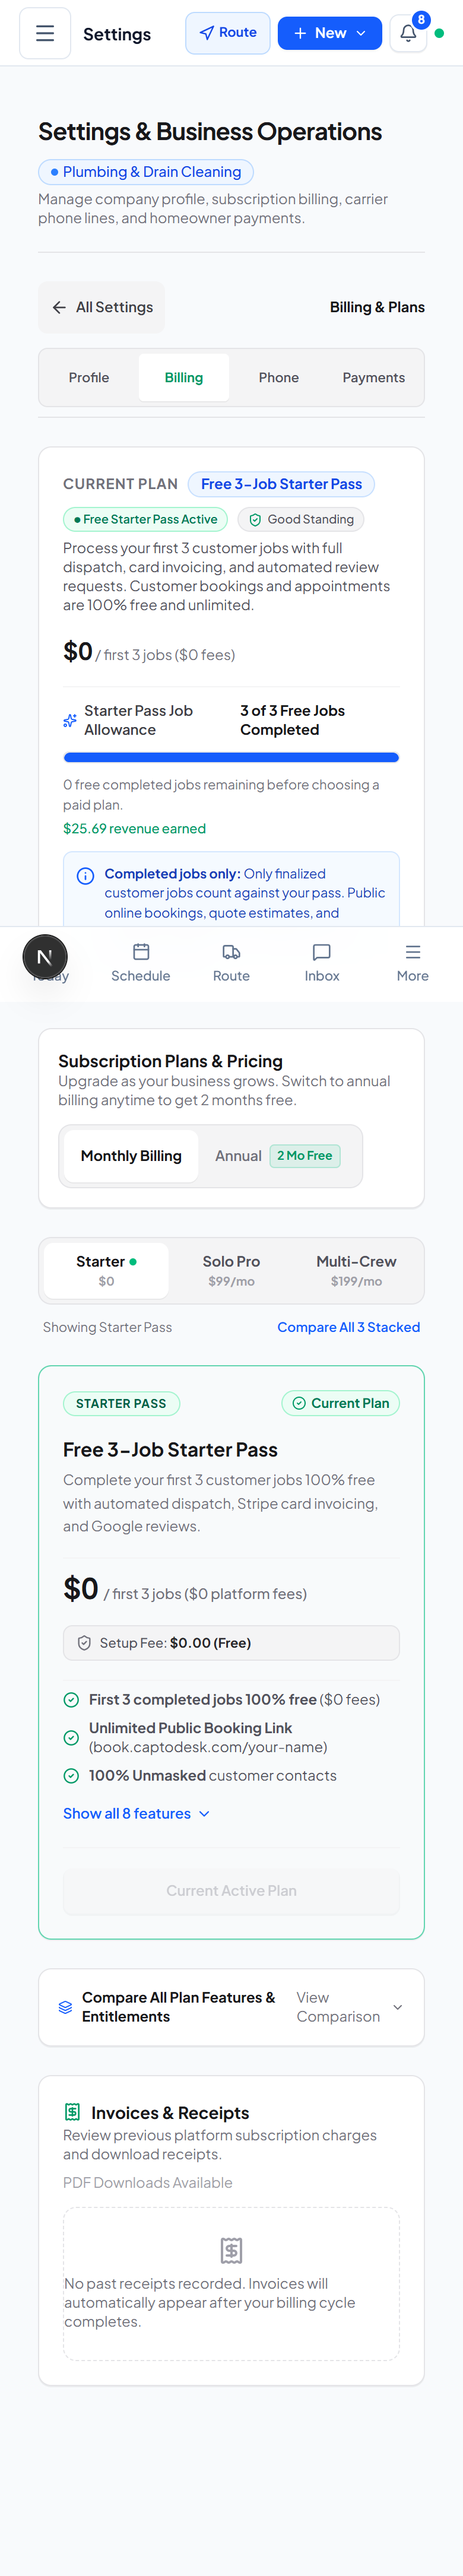 Settings
Route
New
8
Settings & Business Operations
Plumbing & Drain Cleaning
Manage company profile, subscription billing, carrier
phone lines, and homeowner payments.
All Settings
Billing & Plans
Profile
Billing
Phone
Payments
CURRENT PLAN
Free 3-Job Starter Pass
Free Starter Pass Active
Good Standing
Process your first 3 customer jobs with full
dispatch, card invoicing, and automated review
requests. Customer bookings and appointments
are 100% free and unlimited.
$0 / first 3 jobs ($0 fees)
Starter Pass Job
Allowance
3 of 3 Free Jobs
Completed
0 free completed jobs remaining before choosing a
paid plan.
$25.69 revenue earned
Completed jobs only: Only finalized
customer jobs count against your pass. Public
online bookings, quote estimates, and
N
Schedule
Route
Inbox
More
Subscription Plans & Pricing
Upgrade as your business grows. Switch to annual
billing anytime to get 2 months free.
Monthly Billing
Annual
2 Mo Free
Starter
$0
Solo Pro
$99/mo
Multi-Crew
$199/mo
Showing Starter Pass
Compare All 3 Stacked
STARTER PASS
Current Plan
Free 3-Job Starter Pass
Complete your first 3 customer jobs 100% free
with automated dispatch, Stripe card invoicing,
and Google reviews.
$0 / first 3 jobs ($0 platform fees)
Setup Fee: $0.00 (Free)
First 3 completed jobs 100% free ($0 fees)
Unlimited Public Booking Link
(book.captodesk.com/your-name)
100% Unmasked customer contacts
Show all 8 features
Current Active Plan
Compare All Plan Features &
Entitlements
View
Comparison
Invoices & Receipts
Review previous platform subscription charges
and download receipts.
PDF Downloads Available
No past receipts recorded. Invoices will
automatically appear after your billing cycle
completes.